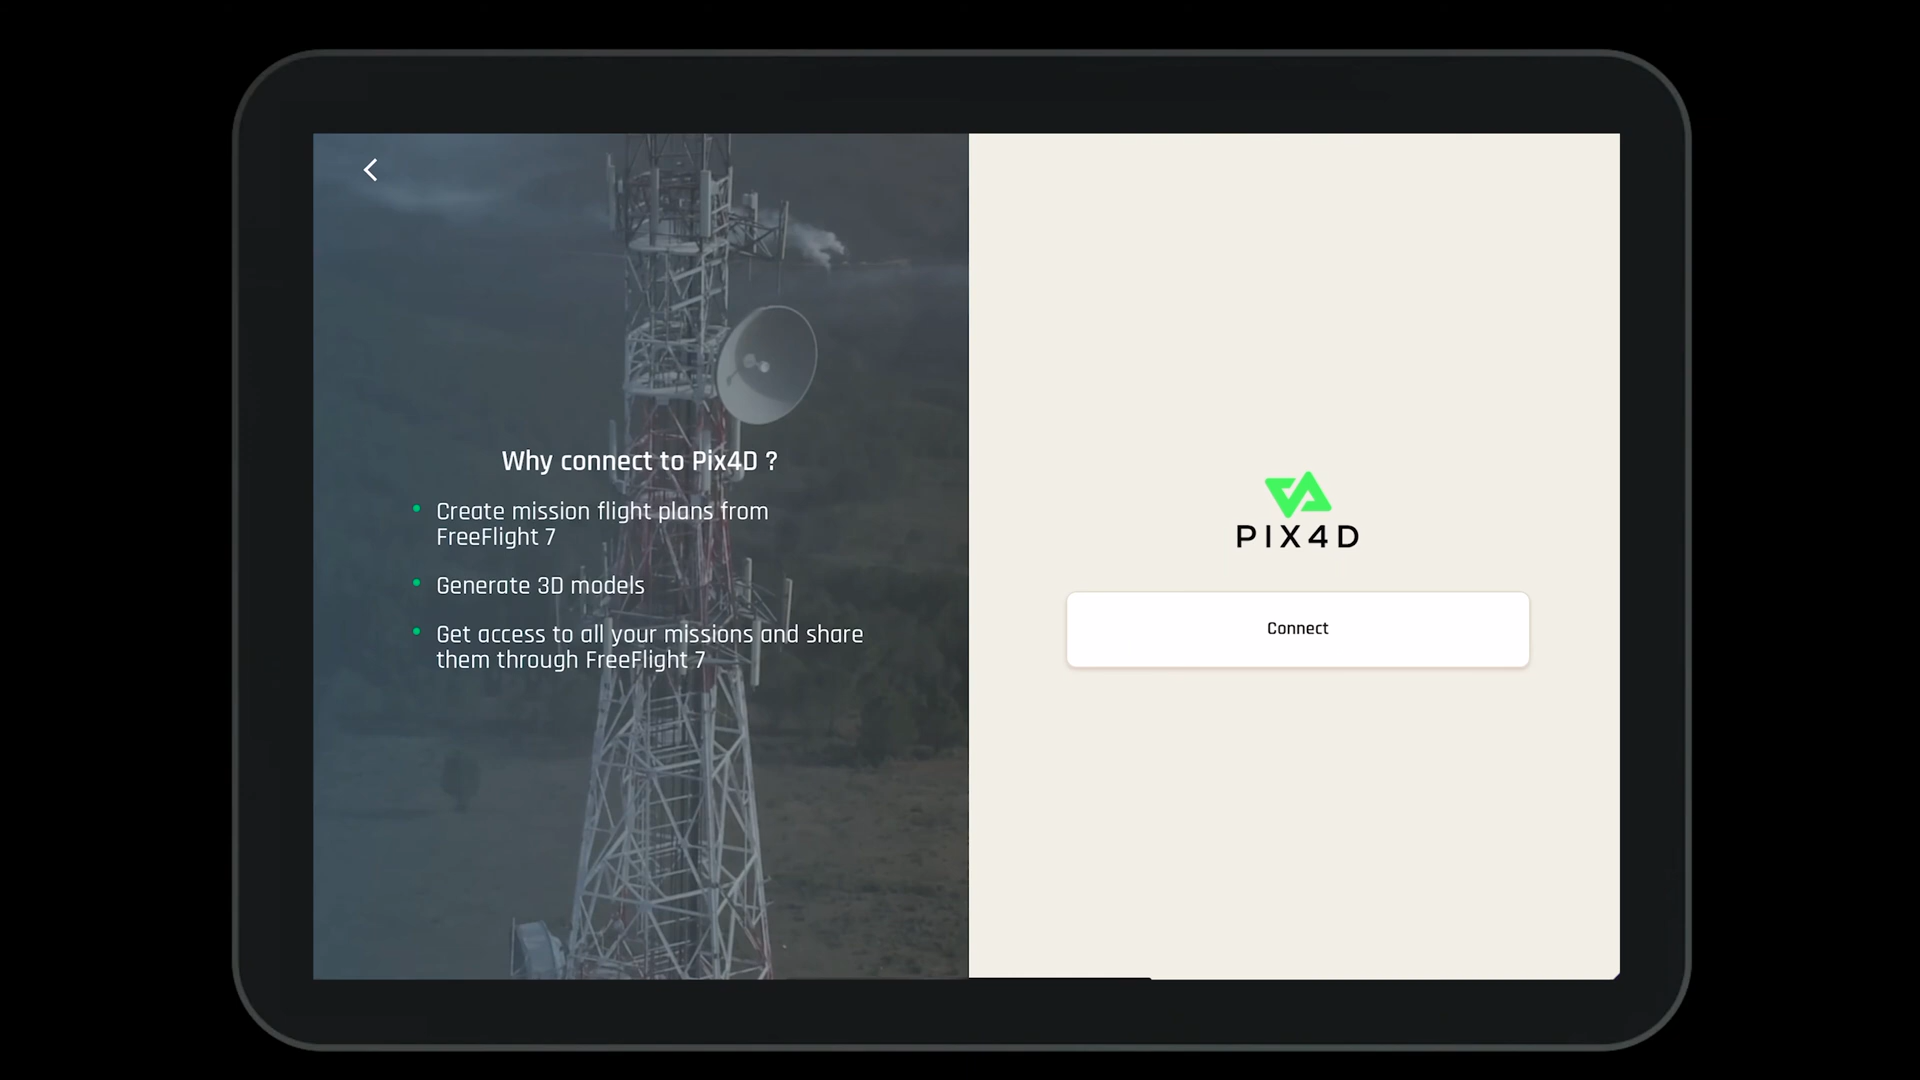 Why connect to Pix4D ?
Create mission flight plans from
FreeFlight 7
Generate 3D models
Get access to all your missions and share
them through FreeFlight 7
PIX4D
Connect